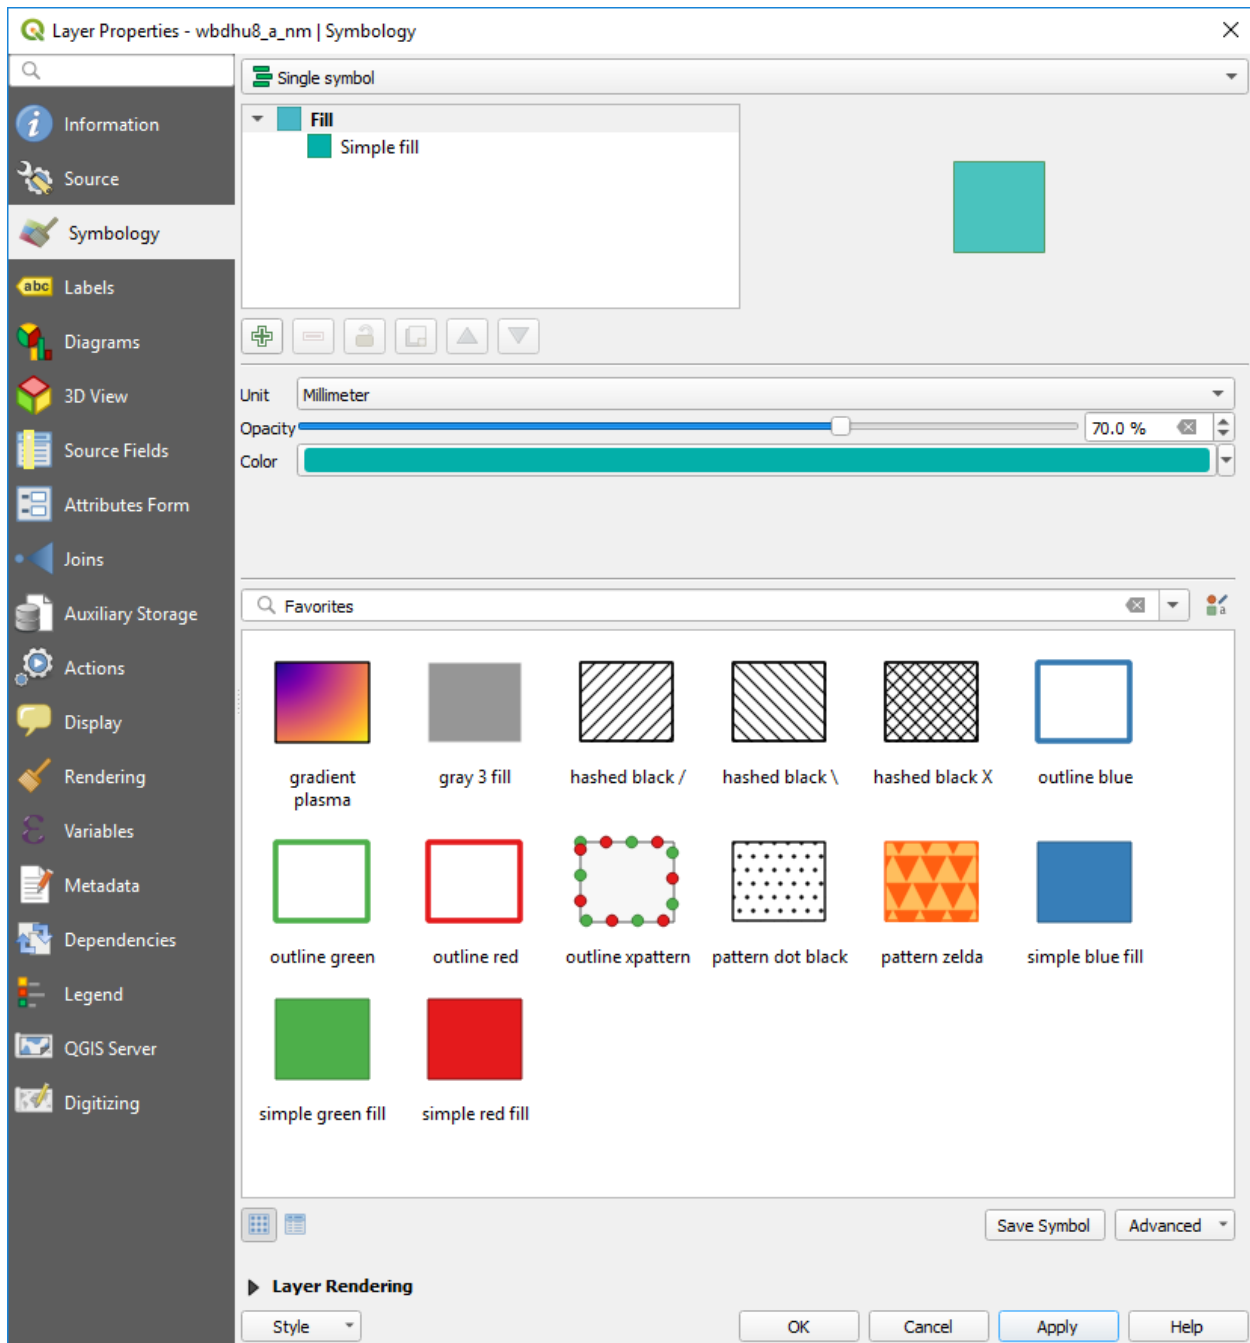 Layer Properties - wbdhu8_a_nm | Symbology
Single symbol
Information
Fill
Simple fill
Source
Symbology
abc Labels
Diagrams
3D View
Unit Millimeter
Opacity 70.0 %
Source Fields
Color
Attributes Form
Joins
Auxiliary Storage
Favorites
a
Actions
Display
Rendering
Variables
Metadata
Dependencies
Legend
QGIS Server
Digitizing
gradient plasma
gray 3 fill
hashed black /
hashed black \
hashed black X
outline blue
outline green
outline red
outline xpattern
pattern dot black
pattern zelda
simple blue fill
simple green fill
simple red fill
Save Symbol
Advanced
Layer Rendering
Style
OK
Cancel
Apply
Help